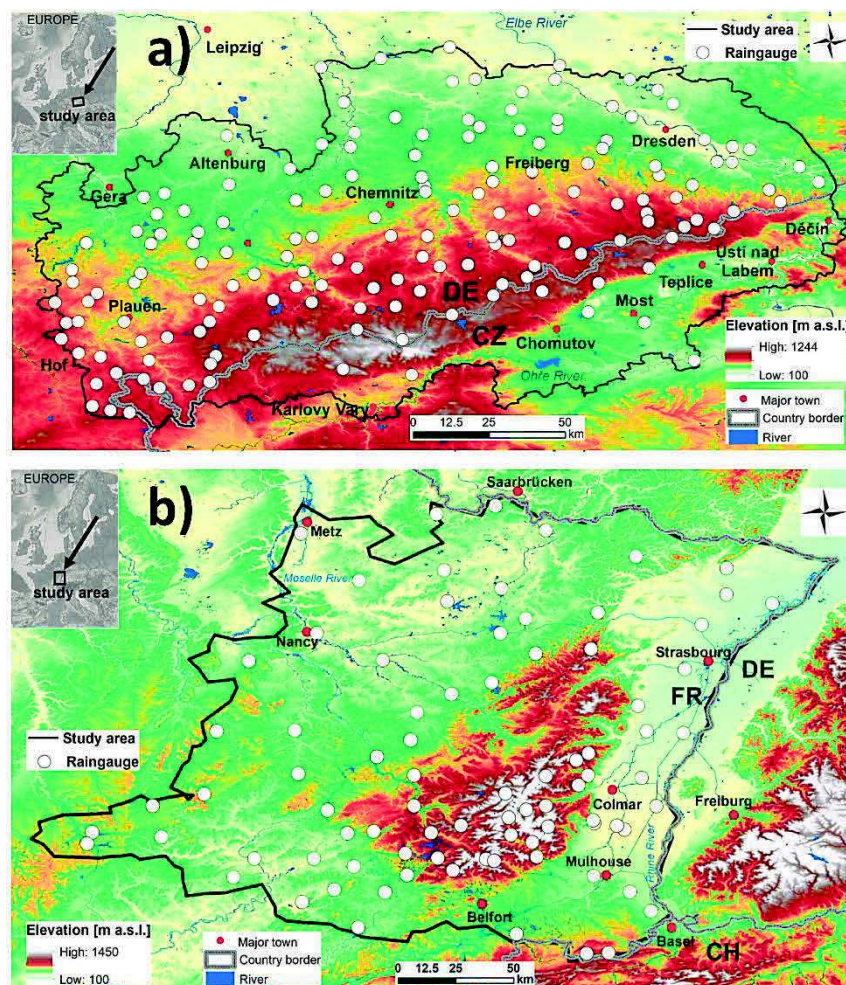 EUROPE
study area
a)
Leipzig
Elbe River
Study area
Raingauge
Dresden
Altenburg
Freiberg
Gera
Chemnitz
Děčín
Ústí nad
Labem
Teplice
Plauen
DE
Most
CZ
Chomutov
Hof
Ohře River
Karlovy Vary
Elevation [m a.s.l.]
High: 1244
Low: 100
Major town
Country border
River
0 12.5 25 50
km
EUROPE
study area
b)
Saarbrücken
Metz
Moselle River
Nancy
Strasbourg
DE
FR
Study area
Raingauge
Colmar
Freiburg
Rhine River
Mulhouse
Belfort
Basel
CH
Elevation [m a.s.l.]
High: 1450
Low: 100
Major town
Country border
River
0 12.5 25 50
km